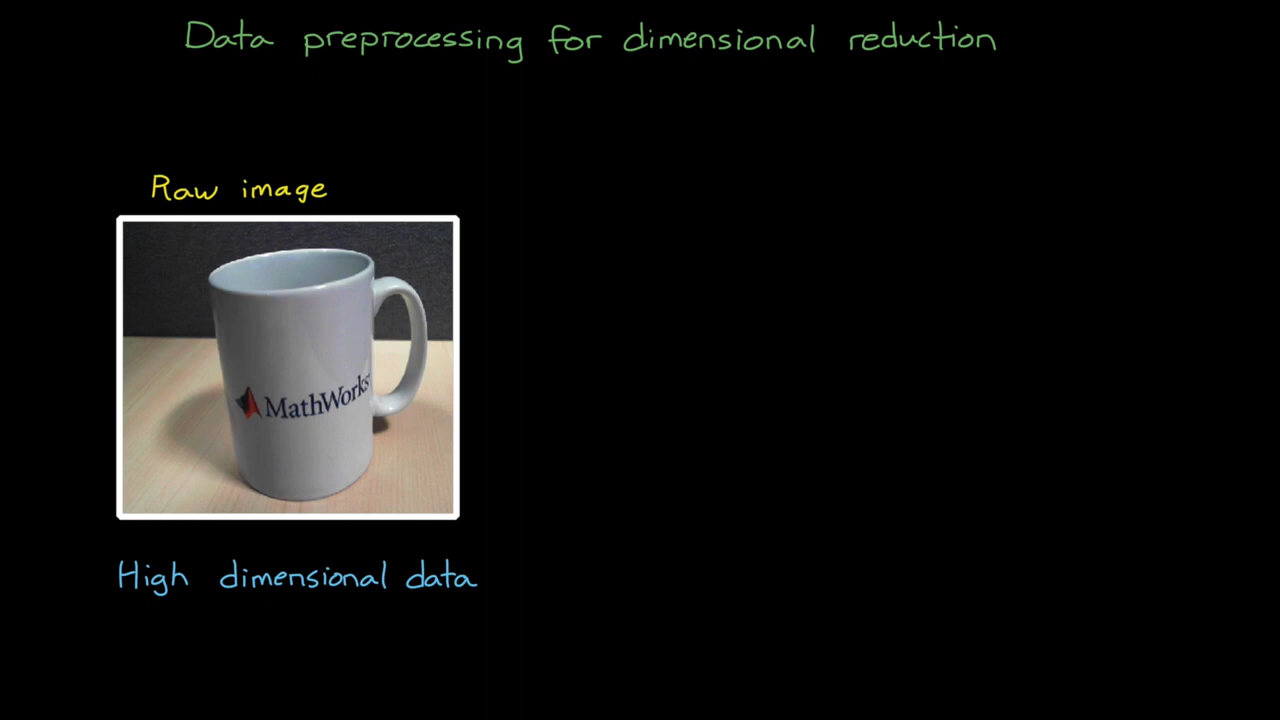 Data preprocessing for dimensional reduction
Raw image
MathWorks
High dimensional data